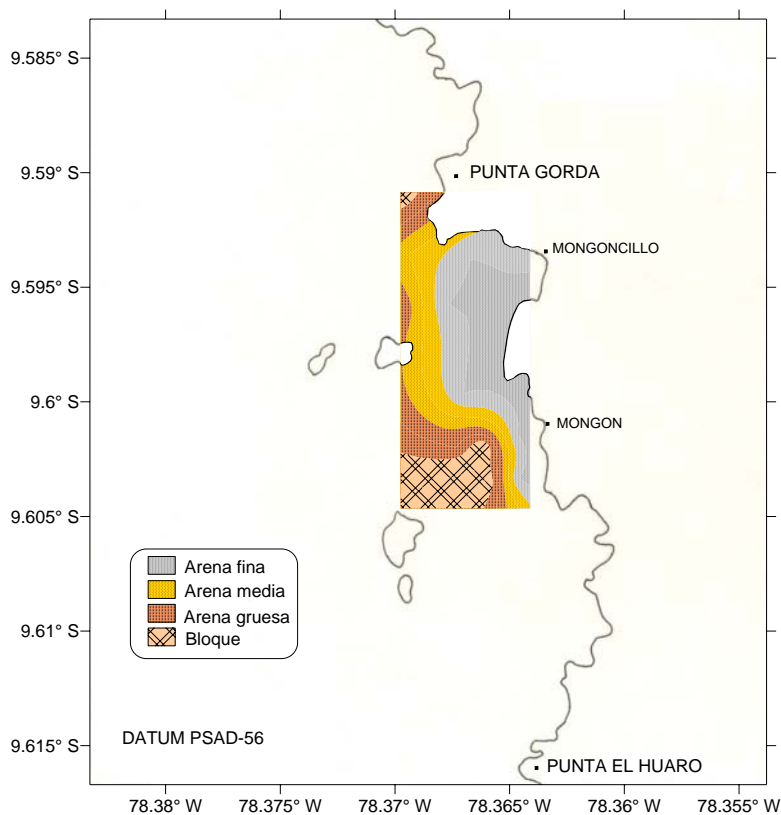 9.585° S
9.59° S
PUNTA GORDA
MONGONCILLO
9.595° S
9.6° S
MONGON
9.605° S
Arena fina
Arena media
Arena gruesa
Bloque
9.61° S
DATUM PSAD-56
9.615° S
PUNTA EL HUARO
78.38° W 78.375° W 78.37° W 78.365° W 78.36° W 78.355° W